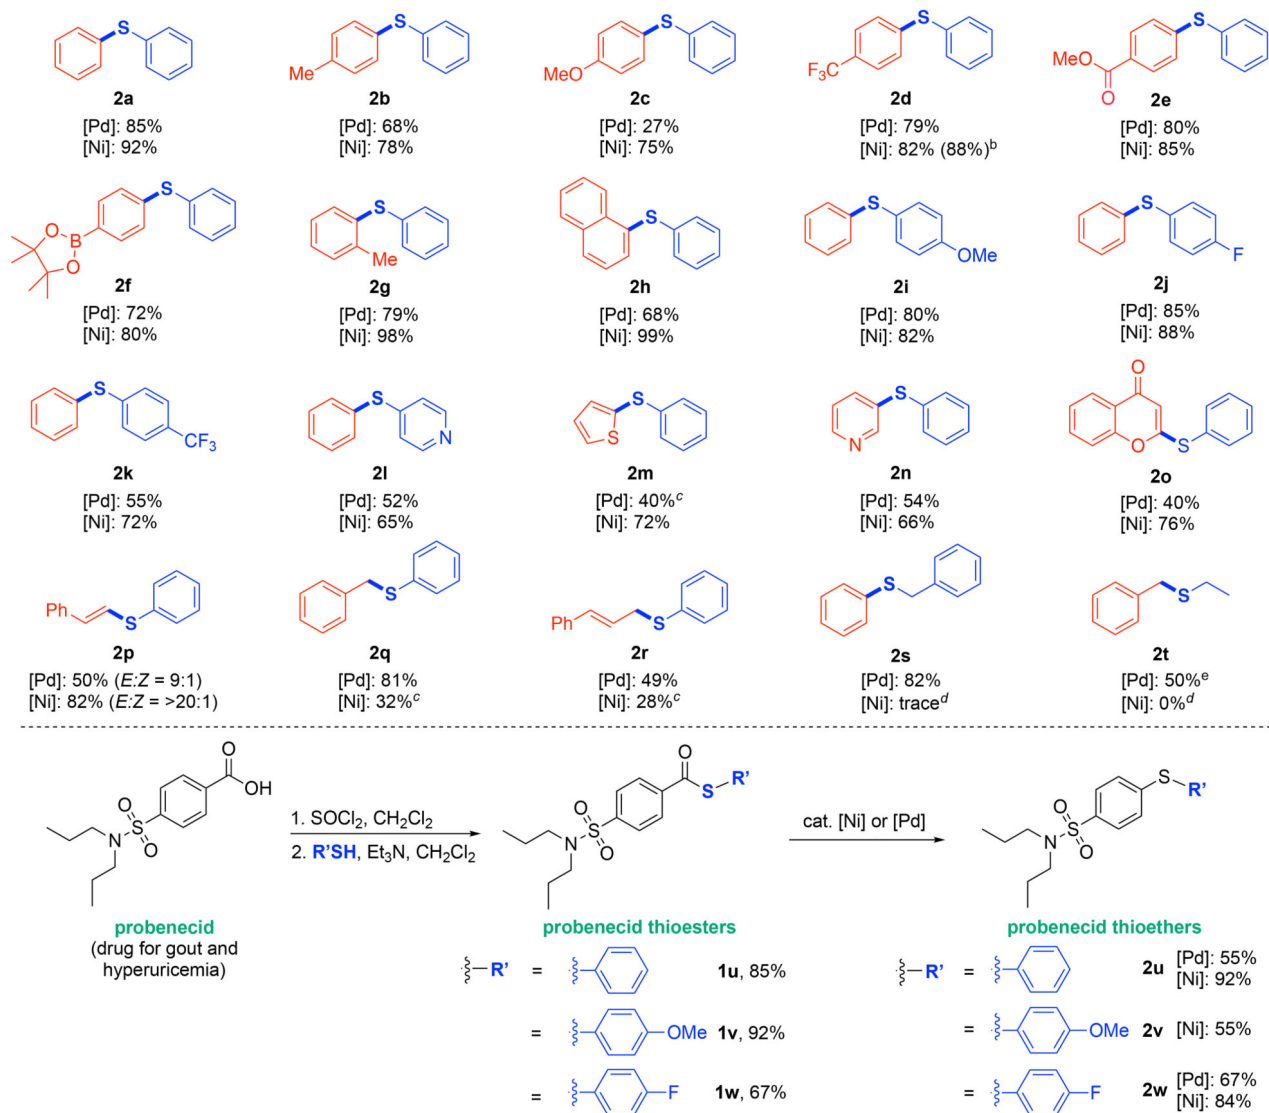 S S S S S
Me MeO F3C MeO O
2a 2b 2c 2d 2e
[Pd]: 85% [Pd]: 68% [Pd]: 27% [Pd]: 79% [Pd]: 80%
[Ni]: 92% [Ni]: 78% [Ni]: 75% [Ni]: 82% (88%)b [Ni]: 85%
S S S S S
O B O Me OMe F
2f 2g 2h 2i 2j
[Pd]: 72% [Pd]: 79% [Pd]: 68% [Pd]: 80% [Pd]: 85%
[Ni]: 80% [Ni]: 98% [Ni]: 99% [Ni]: 82% [Ni]: 88%
S S S S O
CF3 N S N O S
2k 2l 2m 2n 2o
[Pd]: 55% [Pd]: 52% [Pd]: 40%c [Pd]: 54% [Pd]: 40%
[Ni]: 72% [Ni]: 65% [Ni]: 72% [Ni]: 66% [Ni]: 76%
Ph S S Ph S S S
2p 2q 2r 2s 2t
[Pd]: 50% (E:Z = 9:1) [Pd]: 81% [Pd]: 49% [Pd]: 82% [Pd]: 50%e
[Ni]: 82% (E:Z = >20:1) [Ni]: 32%c [Ni]: 28%c [Ni]: trace d [Ni]: 0%d
O OH O S N O
1. SOCl2, CH2Cl2
2. R'SH, Et3N, CH2Cl2
O S R' O S N O
cat. [Ni] or [Pd]
S R' O S N O
probenecid
(drug for gout and
hyperuricemia)
probenecid thioesters
R' = 1u, 85%
= OMe 1v, 92%
= F 1w, 67%
probenecid thioethers
R' = 2u [Pd]: 55%
[Ni]: 92%
= OMe 2v [Ni]: 55%
= F 2w [Pd]: 67%
[Ni]: 84%